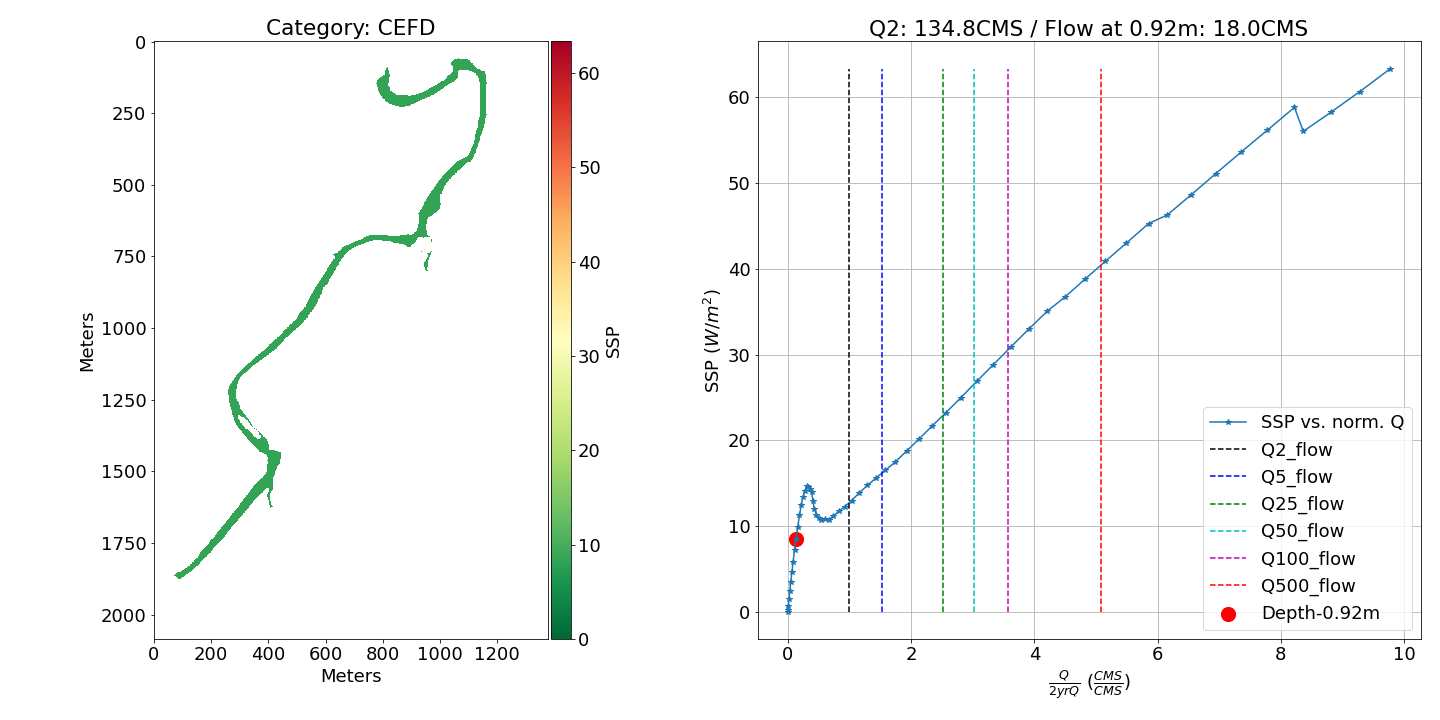 Category: CEFD
0
250
500
750
1000
1250
1500
1750
2000
Meters
0 200 400 600 800 1000 1200
Meters
60
50
40
30
20
10
0
SSP
Q2: 134.8CMS / Flow at 0.92m: 18.0CMS
60
50
40
30
20
10
0
SSP (W/m²)
0 2 4 6 8 10
Q/2yrQ (CMS/CMS)
SSP vs. norm. Q
Q2_flow
Q5_flow
Q25_flow
Q50_flow
Q100_flow
Q500_flow
Depth-0.92m